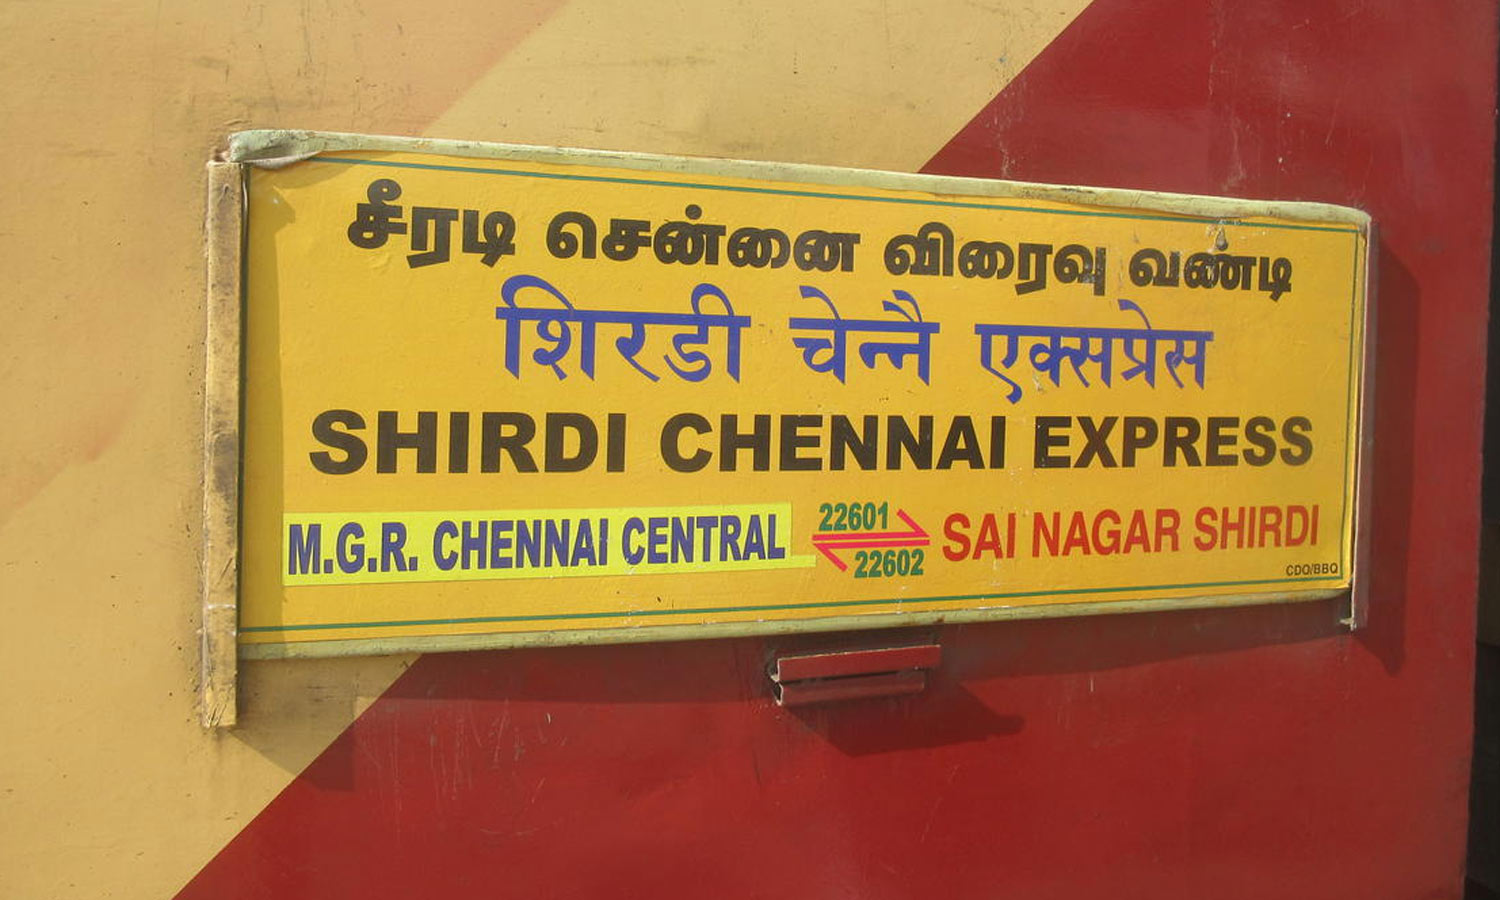 சீரடி சென்னை விரைவு வண்டி
शिरडी चेन्नै एक्सप्रेस
SHIRDI CHENNAI EXPRESS
M.G.R. CHENNAI CENTRAL 22601 SAI NAGAR SHIRDI
22602
CDO/BBQ